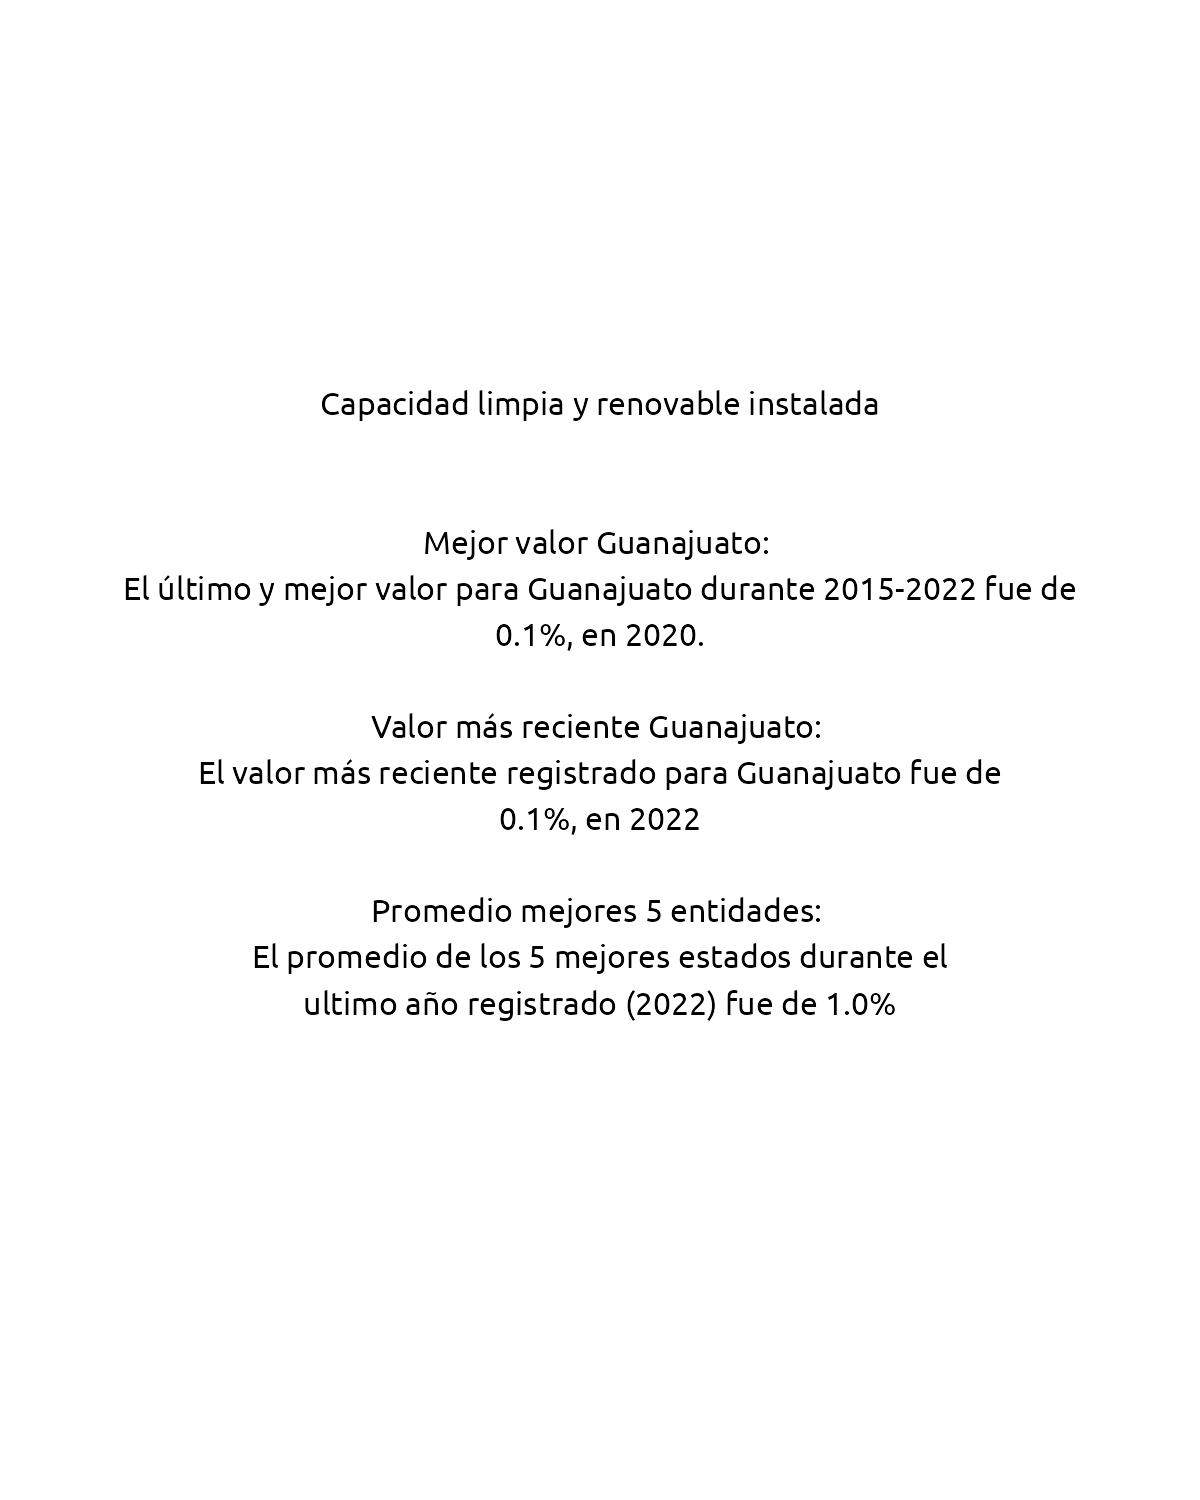 Capacidad limpia y renovable instalada
Mejor valor Guanajuato:
El último y mejor valor para Guanajuato durante 2015-2022 fue de
0.1%, en 2020.
Valor más reciente Guanajuato:
El valor más reciente registrado para Guanajuato fue de
0.1%, en 2022
Promedio mejores 5 entidades:
El promedio de los 5 mejores estados durante el
ultimo año registrado (2022) fue de 1.0%